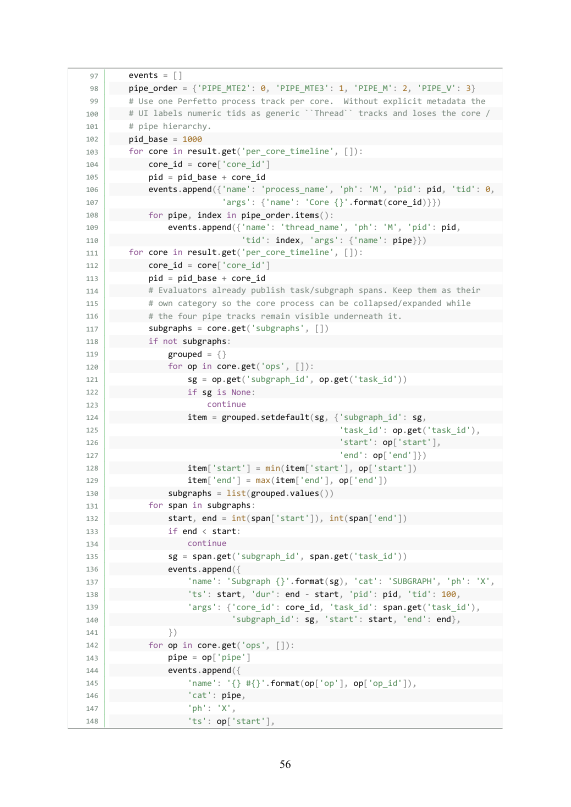 97 events = []
98 pipe_order = {'PIPE_MTE2': 0, 'PIPE_MTE3': 1, 'PIPE_M': 2, 'PIPE_V': 3}
99 # Use one Perfetto process track per core.  Without explicit metadata the
100 # UI labels numeric tids as generic ``Thread`` tracks and loses the core /
101 # pipe hierarchy.
102 pid_base = 1000
103 for core in result.get('per_core_timeline', []):
104     core_id = core['core_id']
105     pid = pid_base + core_id
106     events.append({'name': 'process_name', 'ph': 'M', 'pid': pid, 'tid': 0,
107                    'args': {'name': 'Core {}'.format(core_id)}})
108     for pipe, index in pipe_order.items():
109         events.append({'name': 'thread_name', 'ph': 'M', 'pid': pid,
110                        'tid': index, 'args': {'name': pipe}})
111 for core in result.get('per_core_timeline', []):
112     core_id = core['core_id']
113     pid = pid_base + core_id
114     # Evaluators already publish task/subgraph spans. Keep them as their
115     # own category so the core process can be collapsed/expanded while
116     # the four pipe tracks remain visible underneath it.
117     subgraphs = core.get('subgraphs', [])
118     if not subgraphs:
119         grouped = {}
120         for op in core.get('ops', []):
121             sg = op.get('subgraph_id', op.get('task_id'))
122             if sg is None:
123                 continue
124             item = grouped.setdefault(sg, {'subgraph_id': sg,
125                                            'task_id': op.get('task_id'),
126                                            'start': op['start'],
127                                            'end': op['end']})
128             item['start'] = min(item['start'], op['start'])
129             item['end'] = max(item['end'], op['end'])
130         subgraphs = list(grouped.values())
131     for span in subgraphs:
132         start, end = int(span['start']), int(span['end'])
133         if end < start:
134             continue
135         sg = span.get('subgraph_id', span.get('task_id'))
136         events.append({
137             'name': 'Subgraph {}'.format(sg), 'cat': 'SUBGRAPH', 'ph': 'X',
138             'ts': start, 'dur': end - start, 'pid': pid, 'tid': 100,
139             'args': {'core_id': core_id, 'task_id': span.get('task_id'),
140                      'subgraph_id': sg, 'start': start, 'end': end},
141         })
142     for op in core.get('ops', []):
143         pipe = op['pipe']
144         events.append({
145             'name': '{} #{}'.format(op['op'], op['op_id']),
146             'cat': pipe,
147             'ph': 'X',
148             'ts': op['start'],
56